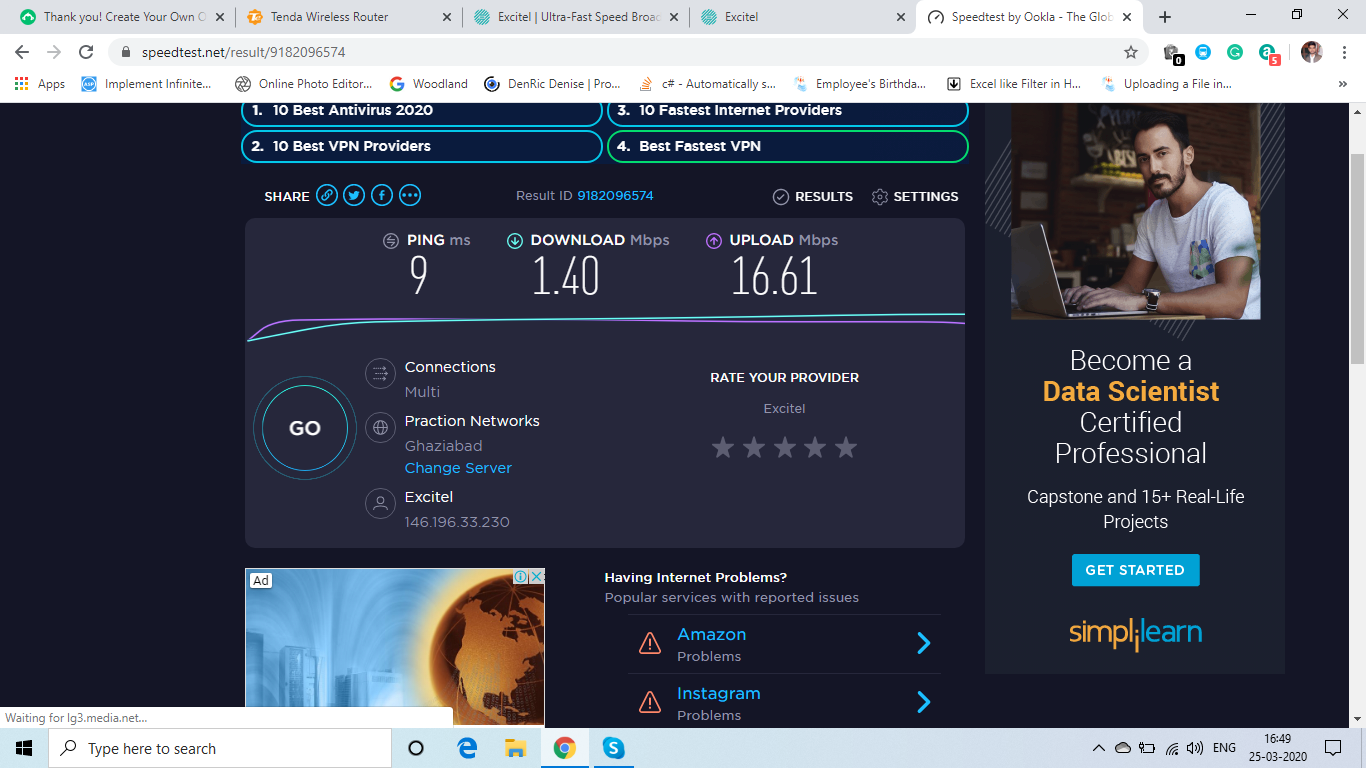 Thank you! Create Your Own C
Tenda Wireless Router
Excitel | Ultra-Fast Speed Broad
Excitel
Speedtest by Ookla - The Glob
speedtest.net/result/9182096574
0
5
Apps
Implement Infinite...
Online Photo Editor...
Woodland
DenRic Denise | Pro...
c# - Automatically s...
Employee's Birthda...
Excel like Filter in H...
Uploading a File in...
1. 10 Best Antivirus 2020
3. 10 Fastest Internet Providers
2. 10 Best VPN Providers
4. Best Fastest VPN
SHARE
Result ID 9182096574
RESULTS
SETTINGS
PING ms
DOWNLOAD Mbps
UPLOAD Mbps
9
1.40
16.61
GO
Connections
Multi
Praction Networks
Ghaziabad
Change Server
Excitel
146.196.33.230
RATE YOUR PROVIDER
Excitel
Ad
Having Internet Problems?
Popular services with reported issues
Amazon
Problems
Instagram
Problems
Become a
Data Scientist
Certified
Professional
Capstone and 15+ Real-Life
Projects
GET STARTED
simplilearn
Waiting for lg3.media.net...
Type here to search
ENG
16:49
25-03-2020